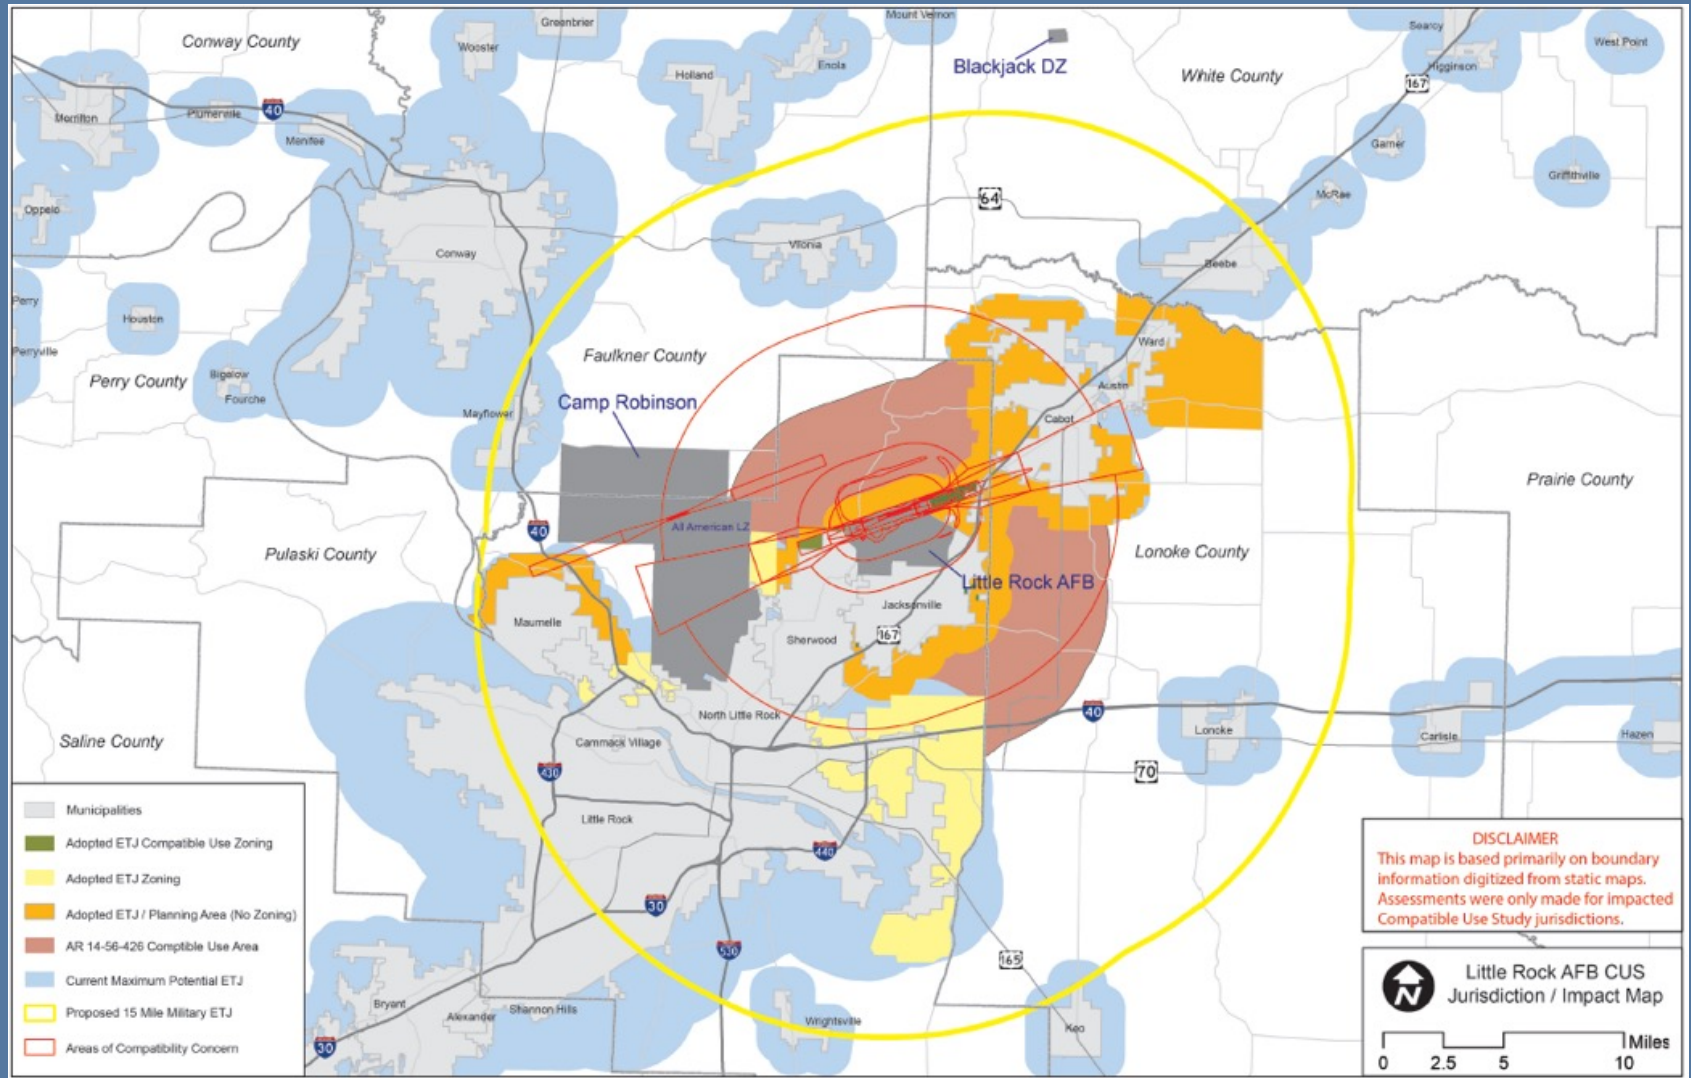 Conway County
Greenbrier
Mount Vernon
Searcy
Wooster
West Point
Enola
Blackjack DZ
Holland
Higginson
White County
167
40
Morrilton
Plumerville
Menifee
Garner
Griffithville
McRae
64
Oppelo
Vilonia
Conway
Beebe
Perry
Houston
Ward
Perryville
Faulkner County
Bigelow
Perry County
Austin
Fourche
Camp Robinson
Mayflower
Cabot
Prairie County
All American LZ
40
Pulaski County
Lonoke County
Little Rock AFB
Jacksonville
Maumelle
167
Sherwood
North Little Rock
40
Lonoke
Carlisle
Hazen
Saline County
Cammack Village
430
70
Little Rock
440
30
530
165
Bryant
Alexander
Shannon Hills
Wrightsville
Keo
30
Municipalities
Adopted ETJ Compatible Use Zoning
Adopted ETJ Zoning
Adopted ETJ / Planning Area (No Zoning)
AR 14-56-426 Comptible Use Area
Current Maximum Potential ETJ
Proposed 15 Mile Military ETJ
Areas of Compatibility Concern
DISCLAIMER
This map is based primarily on boundary
information digitized from static maps.
Assessments were only made for impacted
Compatible Use Study jurisdictions.
N
Little Rock AFB CUS
Jurisdiction / Impact Map
Miles
0 2.5 5 10